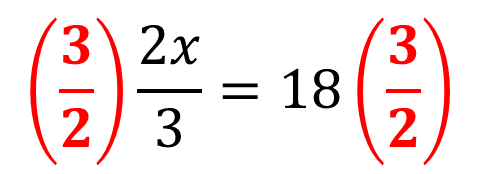 (3/2) 2x/3 = 18 (3/2)